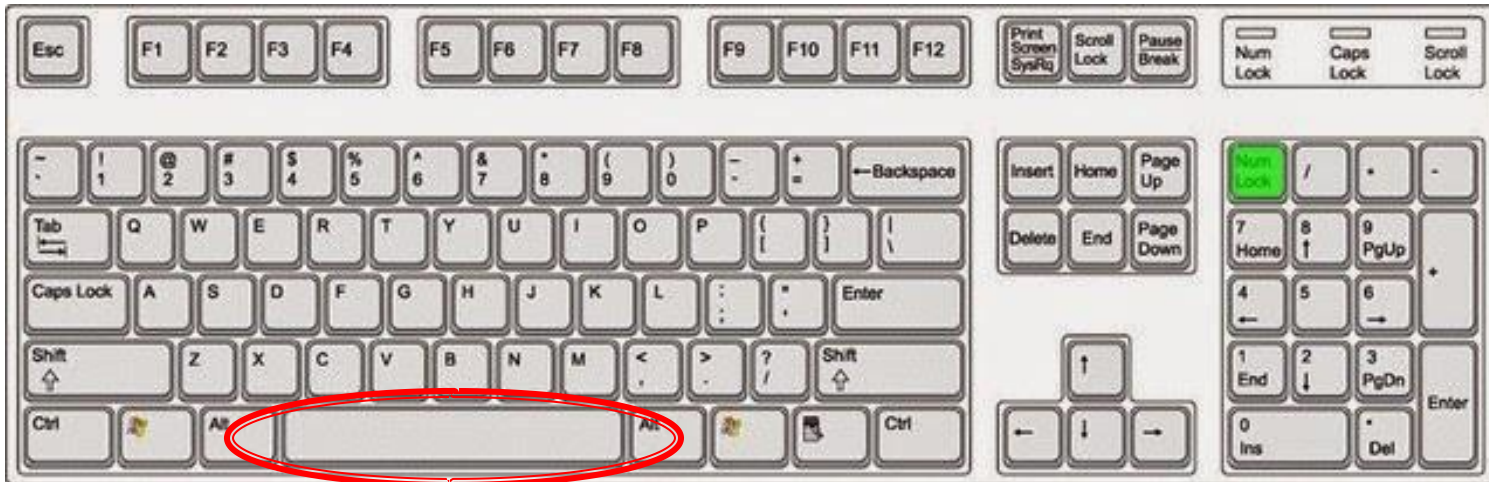 Esc F1 F2 F3 F4 F5 F6 F7 F8 F9 F10 F11 F12 Print Screen SysRq Scroll Lock Pause Break Num Lock Caps Lock Scroll Lock
~ ` ! 1 @ 2 # 3 $ 4 % 5 ^ 6 & 7 * 8 ( 9 ) 0 _ - + = ←Backspace Insert Home Page Up Num Lock / * -
Tab Q W E R T Y U I O P { [ } ] | \ Delete End Page Down 7 Home 8 ↑ 9 PgUp +
Caps Lock A S D F G H J K L : ; " ' Enter 4 ← 5 6 →
Shift Z X C V B N M < , > . ? / Shift ↑ 1 End 2 ↓ 3 PgDn Enter
Ctrl Alt Alt Ctrl ← ↓ → 0 Ins . Del